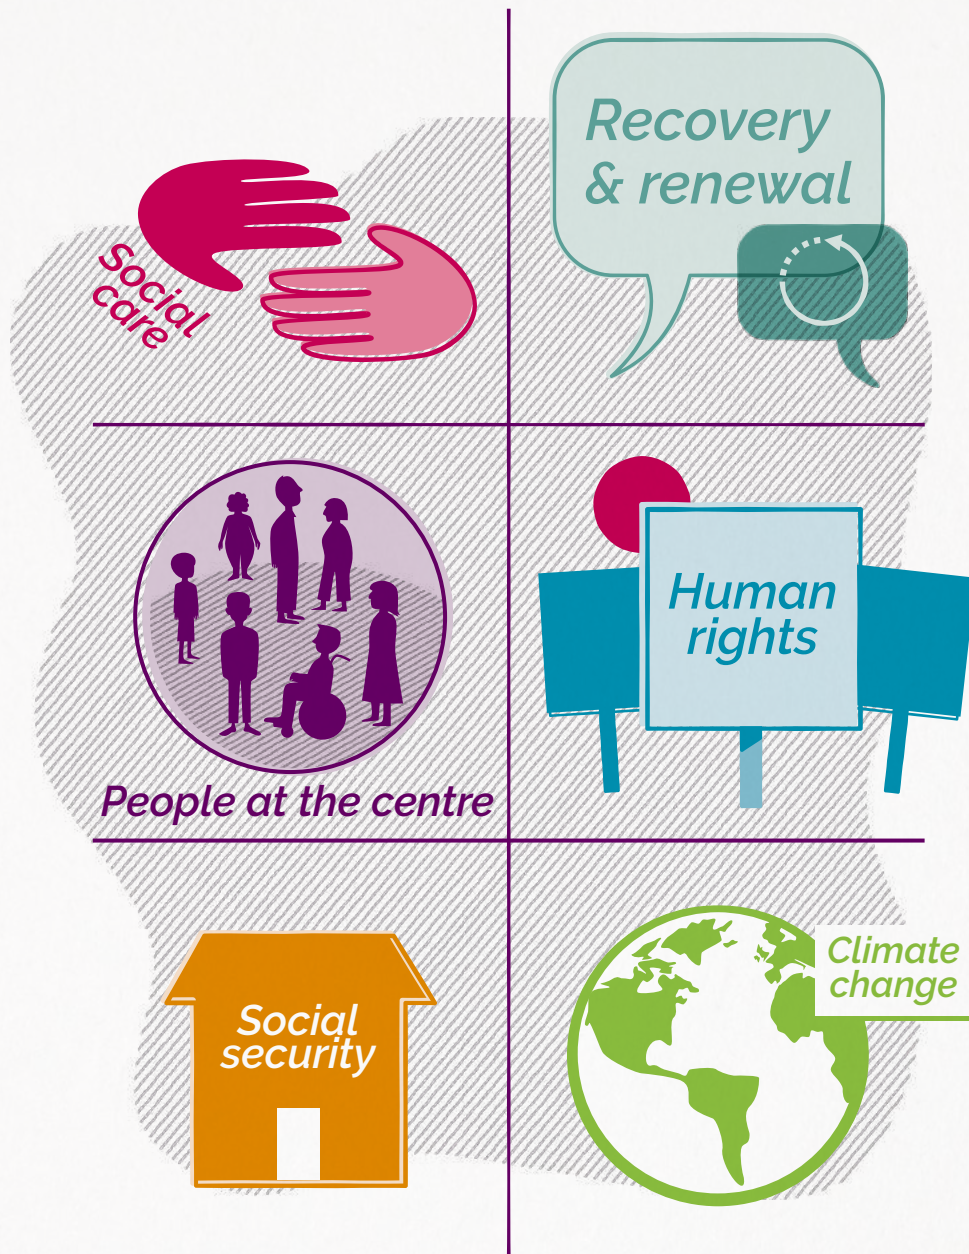 Social
care
Recovery
& renewal
People at the centre
Human
rights
Social
security
Climate
change